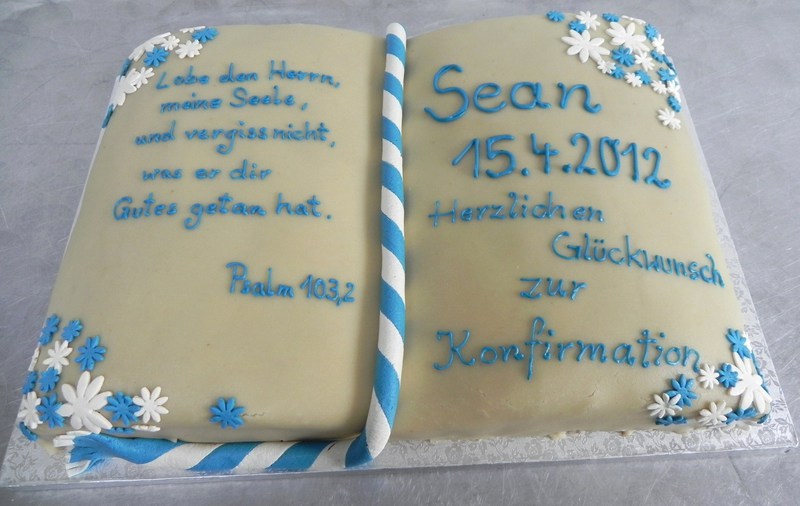 Lobe den Herrn,
meine Seele,
und vergiss nicht,
was er dir
Gutes getan hat.
Psalm 103,2
Sean
15.4.2012
Herzlichen
Glückwunsch
zur
Konfirmation